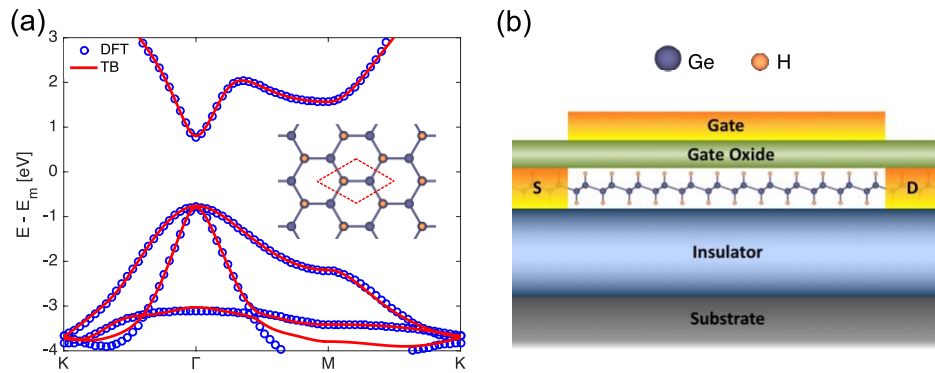 (a)
DFT
TB
E - E_m [eV]
3
2
1
0
-1
-2
-3
-4
K
Γ
M
K
(b)
Ge
H
Gate
Gate Oxide
S
D
Insulator
Substrate